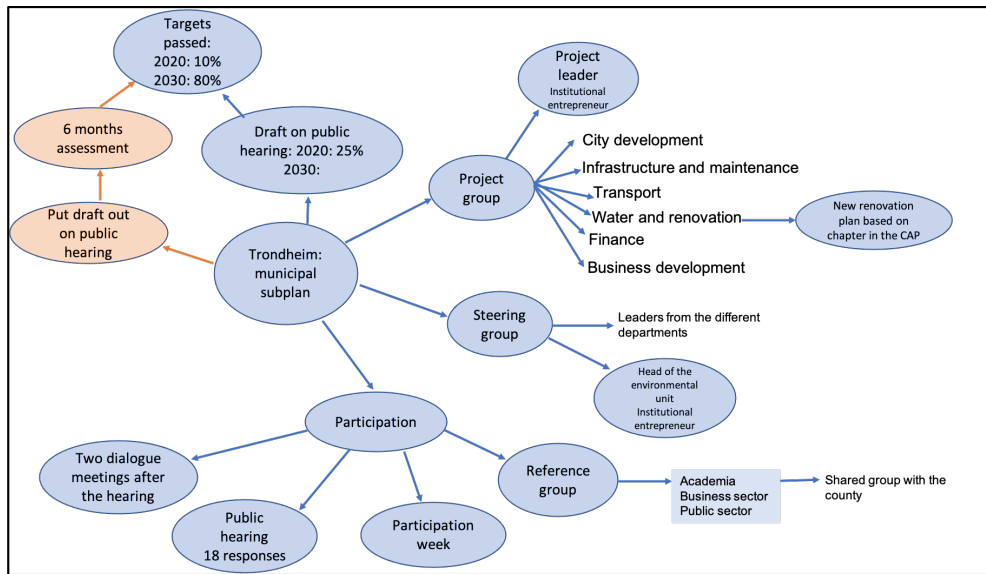 Targets
passed:
2020: 10%
2030: 80%
6 months
assessment
Put draft out
on public
hearing
Draft on public
hearing: 2020: 25%
2030:
Trondheim:
municipal
subplan
Project
leader
Institutional
entrepreneur
Project
group
City development
Infrastructure and maintenance
Transport
Water and renovation
Finance
Business development
New renovation
plan based on
chapter in the CAP
Steering
group
Leaders from the different
departments
Head of the
environmental
unit
Institutional
entrepreneur
Participation
Two dialogue
meetings after
the hearing
Public
hearing
18 responses
Participation
week
Reference
group
Academia
Business sector
Public sector
Shared group with the
county